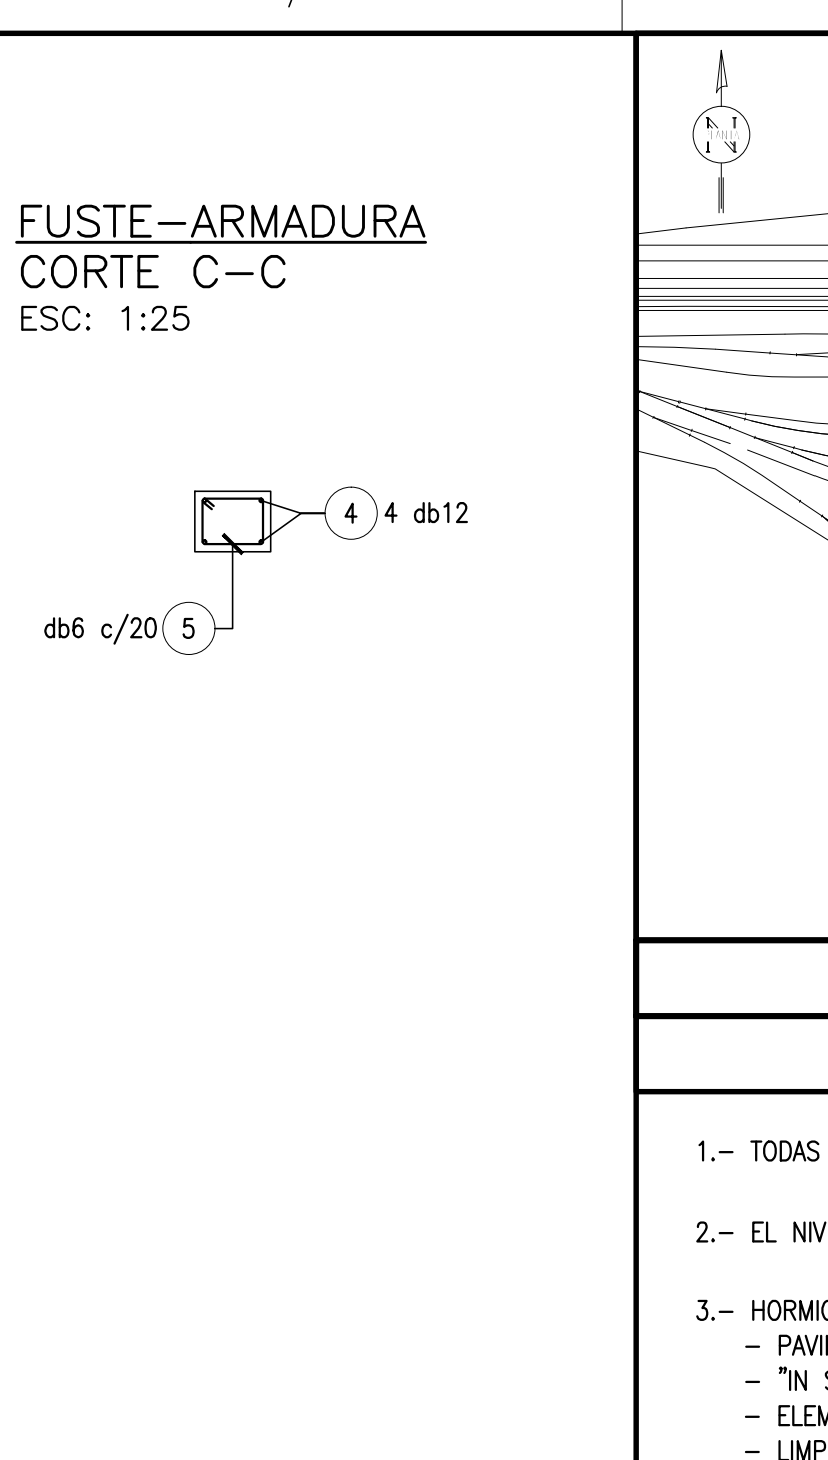 FUSTE-ARMADURA
CORTE C-C
ESC: 1:25
4 4 db12
db6 c/20 5
N
1.- TODAS
2.- EL NIV
3.- HORMIG
- PAVI
- "IN
- ELEM
- LIMP